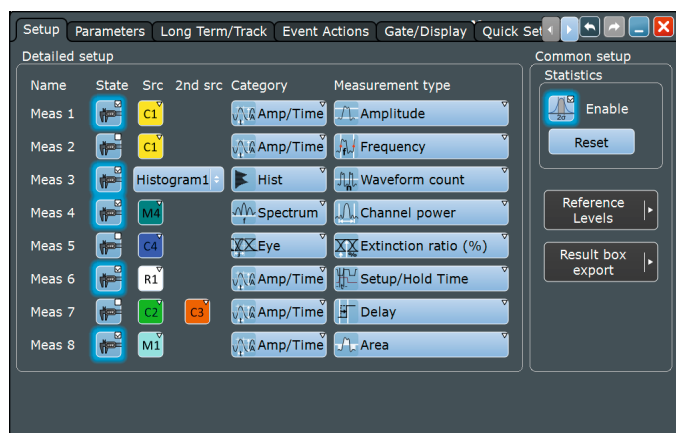 Setup Parameters Long Term/Track Event Actions Gate/Display Quick Set
Detailed setup
Name State Src 2nd src Category Measurement type
Meas 1 C1 Amp/Time Amplitude
Meas 2 C1 Amp/Time Frequency
Meas 3 Histogram1 Hist Waveform count
Meas 4 M4 Spectrum Channel power
Meas 5 C4 Eye Extinction ratio (%)
Meas 6 R1 Amp/Time Setup/Hold Time
Meas 7 C2 C3 Amp/Time Delay
Meas 8 M1 Amp/Time Area
Common setup
Statistics
2σ Enable
Reset
Reference
Levels
Result box
export